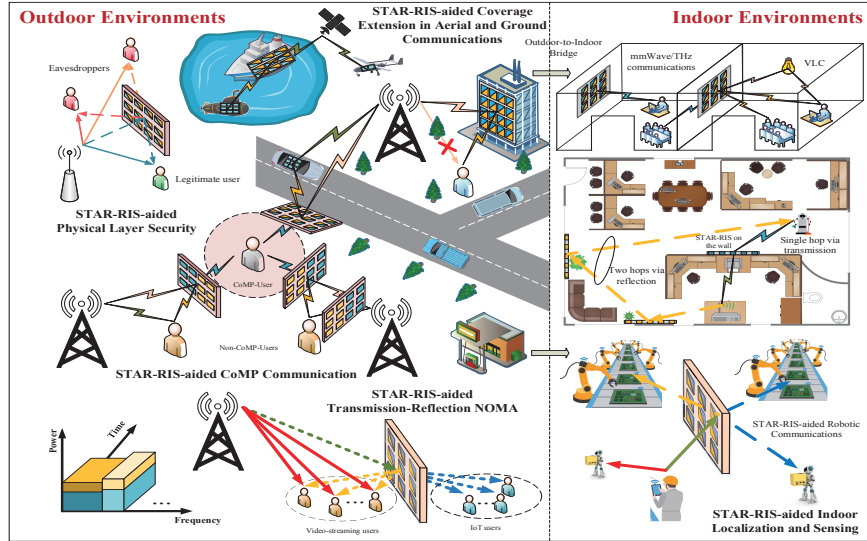 Outdoor Environments
STAR-RIS-aided Coverage
Extension in Aerial and Ground
Communications
Eavesdroppers
Legitimate user
STAR-RIS-aided
Physical Layer Security
CoMP-User
Non-CoMP-Users
STAR-RIS-aided CoMP Communication
STAR-RIS-aided
Transmission-Reflection NOMA
Power
Time
Frequency
...
...
...
Video-streaming users
IoT users
Indoor Environments
Outdoor-to-Indoor
Bridge
mmWave/THz
communications
VLC
STAR-RIS on
the wall
Single hop via
transmission
Two hops via
reflection
STAR-RIS-aided Robotic
Communications
STAR-RIS-aided Indoor
Localization and Sensing